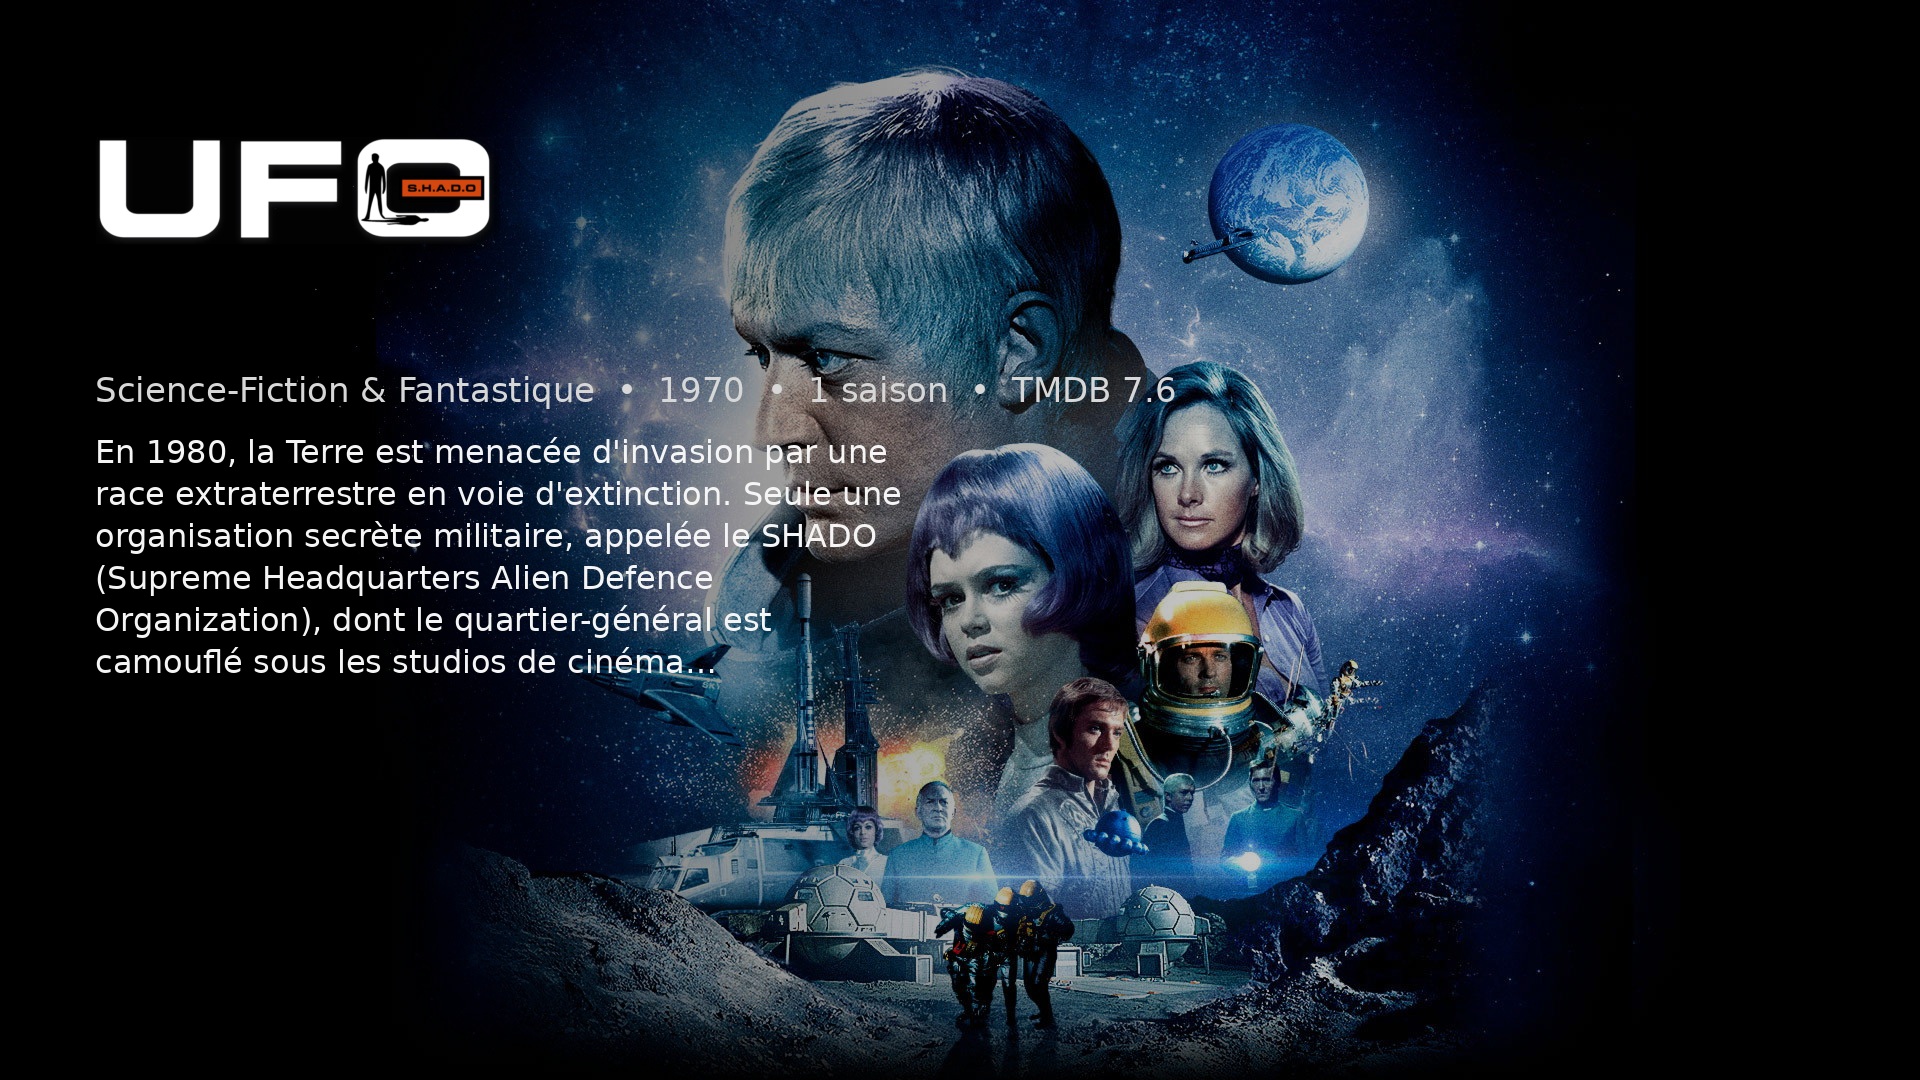 UFO
S.H.A.D.O
Science-Fiction & Fantastique • 1970 • 1 saison • TMDB 7.6
En 1980, la Terre est menacée d'invasion par une
race extraterrestre en voie d'extinction. Seule une
organisation secrète militaire, appelée le SHADO
(Supreme Headquarters Alien Defence
Organization), dont le quartier-général est
camouflé sous les studios de cinéma...